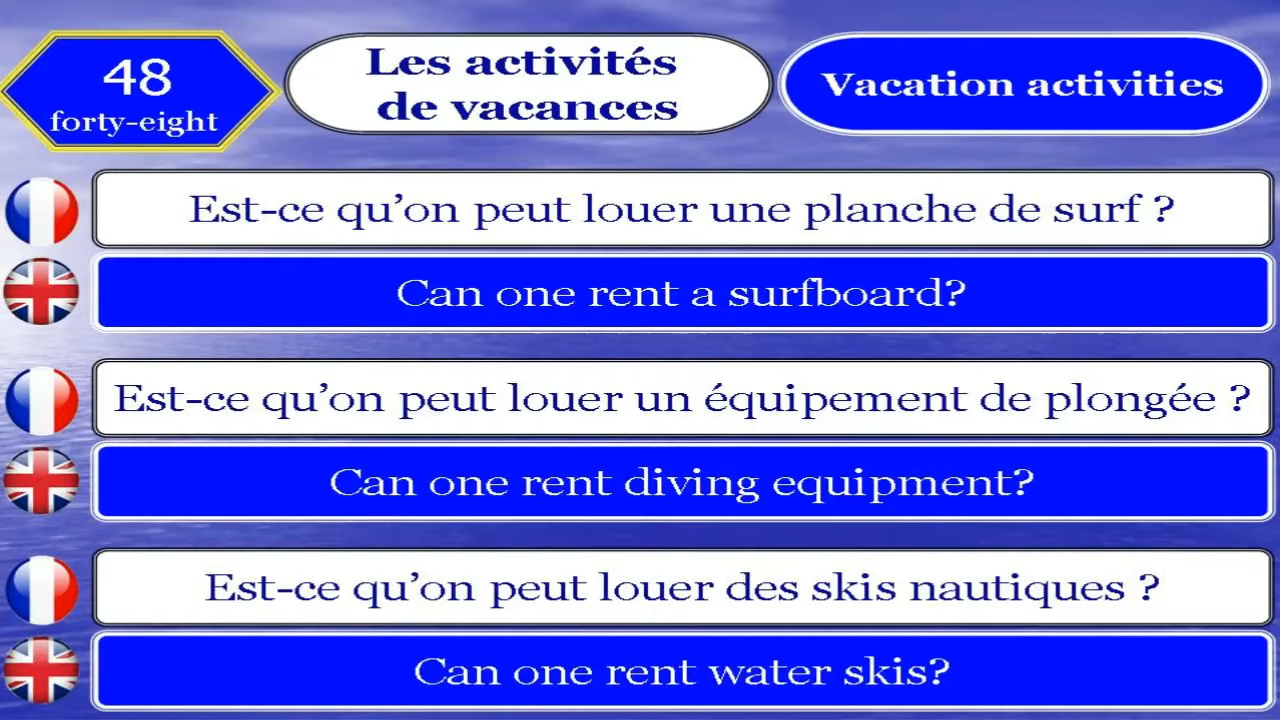 48
forty-eight
Les activités
de vacances
Vacation activities
Est-ce qu’on peut louer une planche de surf ?
Can one rent a surfboard?
Est-ce qu’on peut louer un équipement de plongée ?
Can one rent diving equipment?
Est-ce qu’on peut louer des skis nautiques ?
Can one rent water skis?